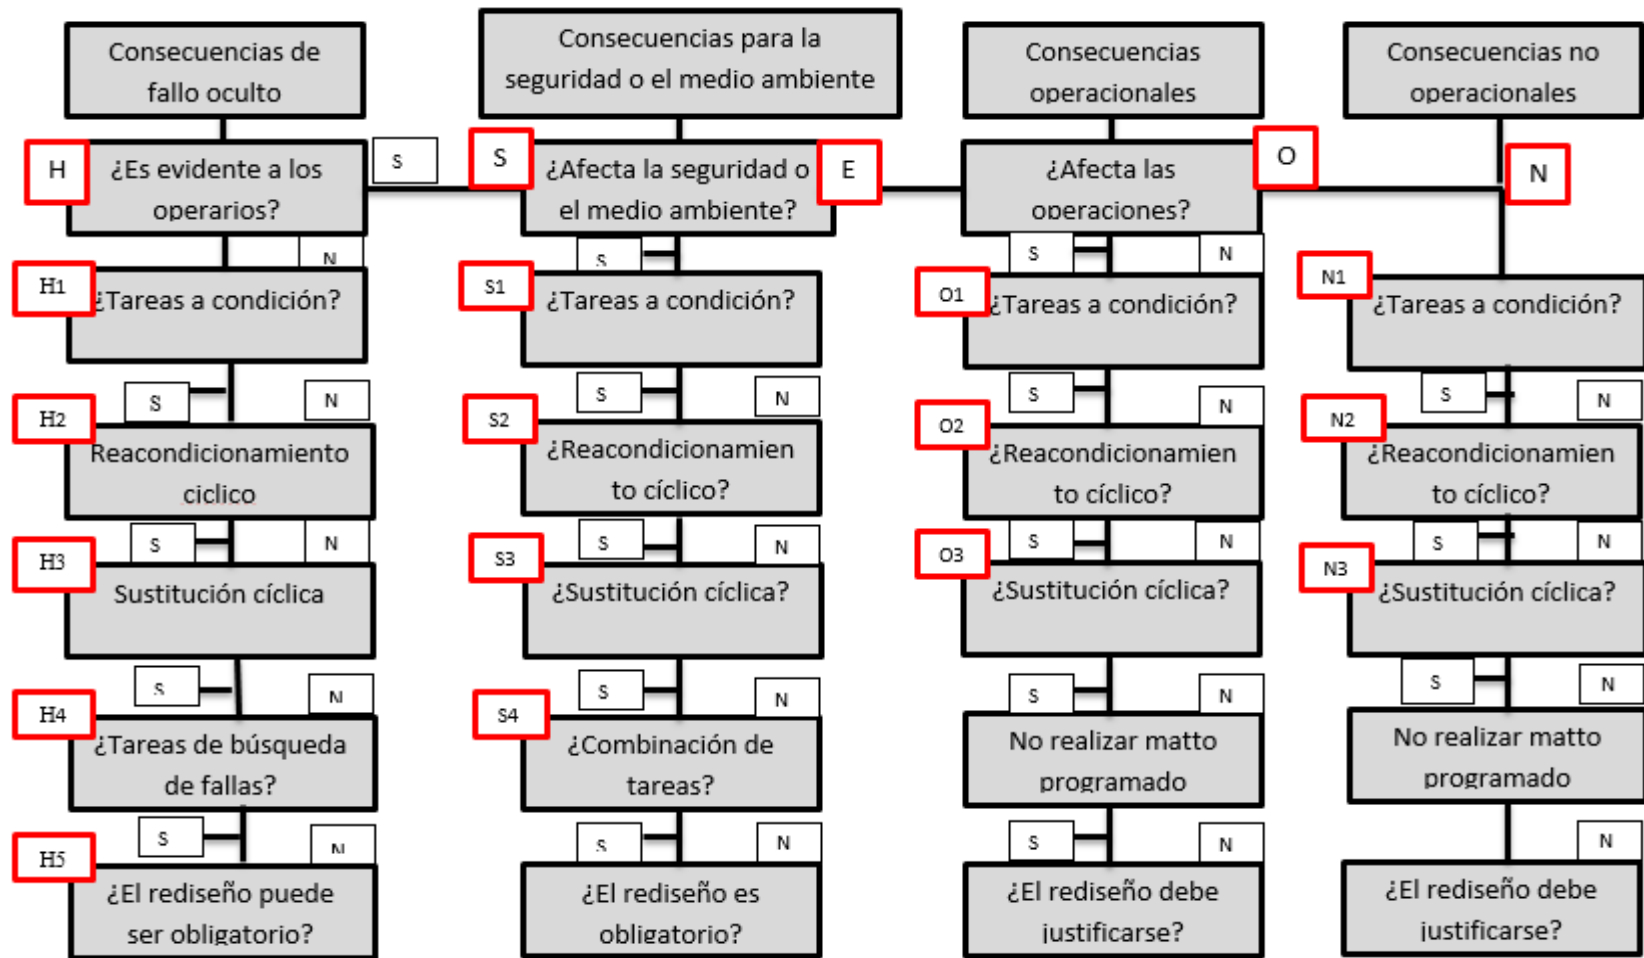 Consecuencias de
fallo oculto
Consecuencias para la
seguridad o el medio ambiente
Consecuencias
operacionales
Consecuencias no
operacionales
H
¿Es evidente a los
operarios?
S
S
¿Afecta la seguridad o
el medio ambiente?
E
¿Afecta las
operaciones?
O
N
N
S
S
N
H1
¿Tareas a condición?
S1
¿Tareas a condición?
O1
¿Tareas a condición?
N1
¿Tareas a condición?
S
N
S
N
S
N
S
N
H2
Reacondicionamiento
ciclico
S2
¿Reacondicionamien
to cíclico?
O2
¿Reacondicionamien
to cíclico?
N2
¿Reacondicionamien
to cíclico?
S
N
S
N
S
N
S
N
H3
Sustitución cíclica
S3
¿Sustitución cíclica?
O3
¿Sustitución cíclica?
N3
¿Sustitución cíclica?
S
N
S
N
S
N
S
N
H4
¿Tareas de búsqueda
de fallas?
S4
¿Combinación de
tareas?
No realizar matto
programado
No realizar matto
programado
S
N
S
N
S
N
N
H5
¿El rediseño puede
ser obligatorio?
¿El rediseño es
obligatorio?
¿El rediseño debe
justificarse?
¿El rediseño debe
justificarse?